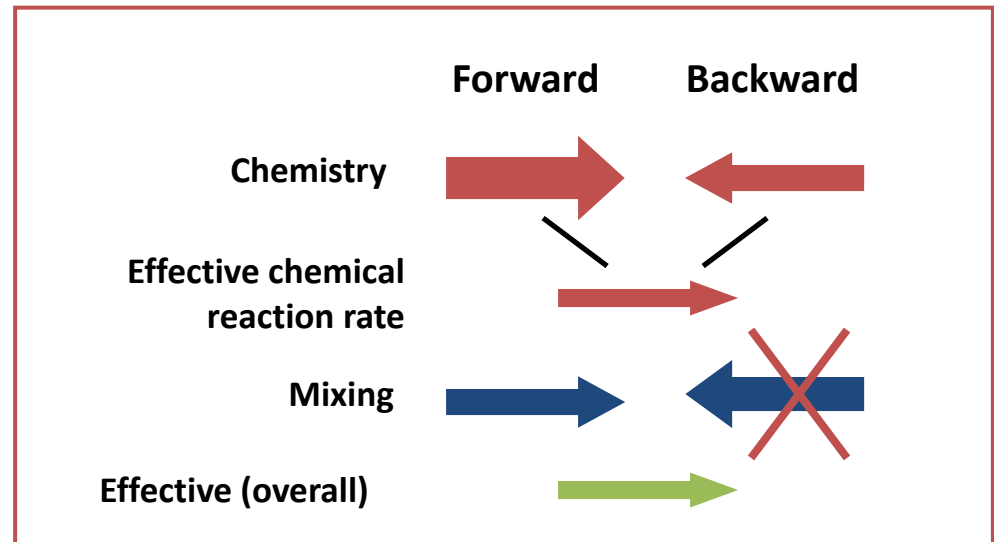 Forward Backward
Chemistry
Effective chemical
reaction rate
Mixing
Effective (overall)